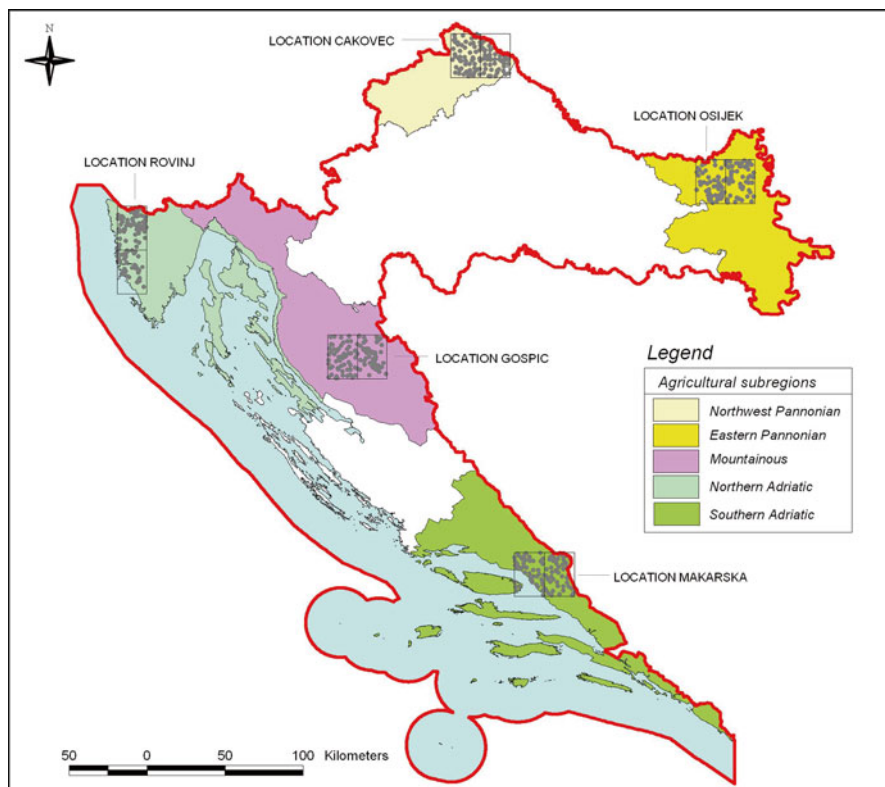 N
LOCATION CAKOVEC
LOCATION OSIJEK
LOCATION ROVINJ
LOCATION GOSPIC
Legend
Agricultural subregions
Northwest Pannonian
Eastern Pannonian
Mountainous
Northern Adriatic
Southern Adriatic
LOCATION MAKARSKA
50 0 50 100 Kilometers